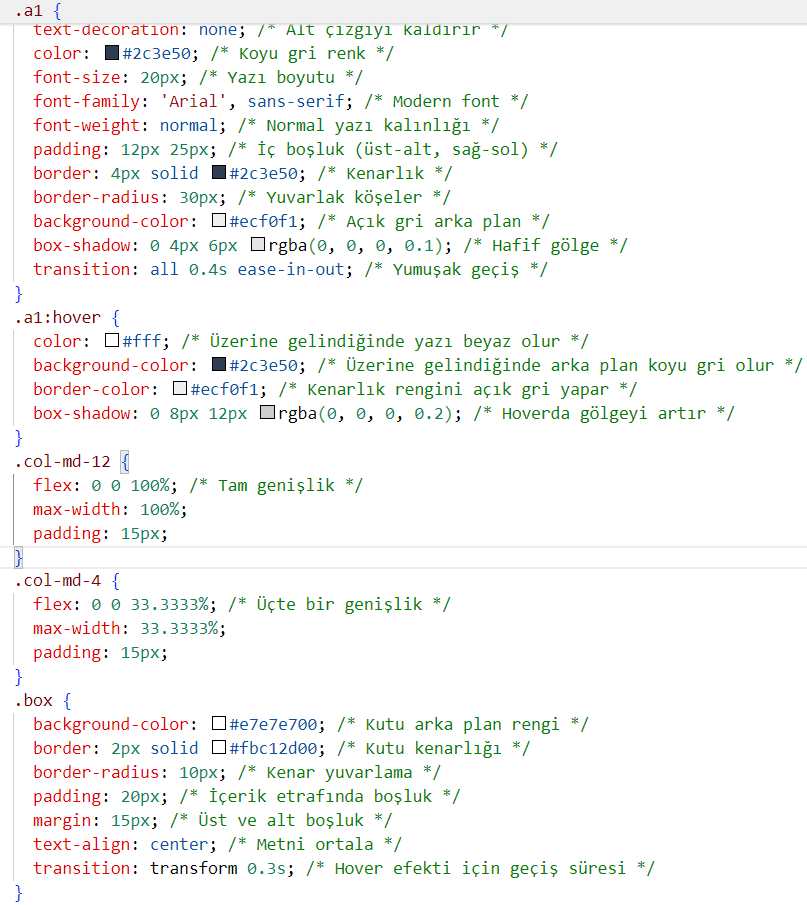 .a1 {
text-decoration: none; /* Alt çizgiyi kaldırır */
color: #2c3e50; /* Koyu gri renk */
font-size: 20px; /* Yazı boyutu */
font-family: 'Arial', sans-serif; /* Modern font */
font-weight: normal; /* Normal yazı kalınlığı */
padding: 12px 25px; /* İç boşluk (üst-alt, sağ-sol) */
border: 4px solid #2c3e50; /* Kenarlık */
border-radius: 30px; /* Yuvarlak köşeler */
background-color: #ecf0f1; /* Açık gri arka plan */
box-shadow: 0 4px 6px rgba(0, 0, 0, 0.1); /* Hafif gölge */
transition: all 0.4s ease-in-out; /* Yumuşak geçiş */
}
.a1:hover {
color: #fff; /* Üzerine gelindiğinde yazı beyaz olur */
background-color: #2c3e50; /* Üzerine gelindiğinde arka plan koyu gri olur */
border-color: #ecf0f1; /* Kenarlık rengini açık gri yapar */
box-shadow: 0 8px 12px rgba(0, 0, 0, 0.2); /* Hoverda gölgeyi artır */
}
.col-md-12 {
flex: 0 0 100%; /* Tam genişlik */
max-width: 100%;
padding: 15px;
}
.col-md-4 {
flex: 0 0 33.3333%; /* Üçte bir genişlik */
max-width: 33.3333%;
padding: 15px;
}
.box {
background-color: #e7e7e700; /* Kutu arka plan rengi */
border: 2px solid #fbc12d00; /* Kutu kenarlığı */
border-radius: 10px; /* Kenar yuvarlama */
padding: 20px; /* İçerik etrafında boşluk */
margin: 15px; /* Üst ve alt boşluk */
text-align: center; /* Metni ortala */
transition: transform 0.3s; /* Hover efekti için geçiş süresi */
}